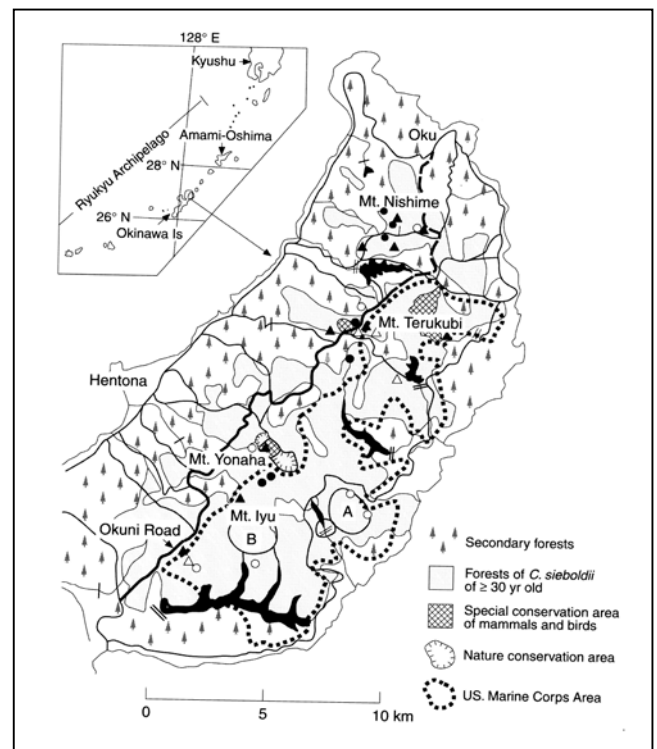 128° E
Kyushu
Amami-Oshima
28° N
Ryukyu Archipelago
26° N
Okinawa Is
Oku
Mt. Nishime
Mt. Terukubi
Hentona
Mt. Yonaha
Okuni Road
Mt. Iyu
A
B
Secondary forests
Forests of C. sieboldii
of ≥ 30 yr old
Special conservation area
of mammals and birds
Nature conservation area
US. Marine Corps Area
0 5 10 km